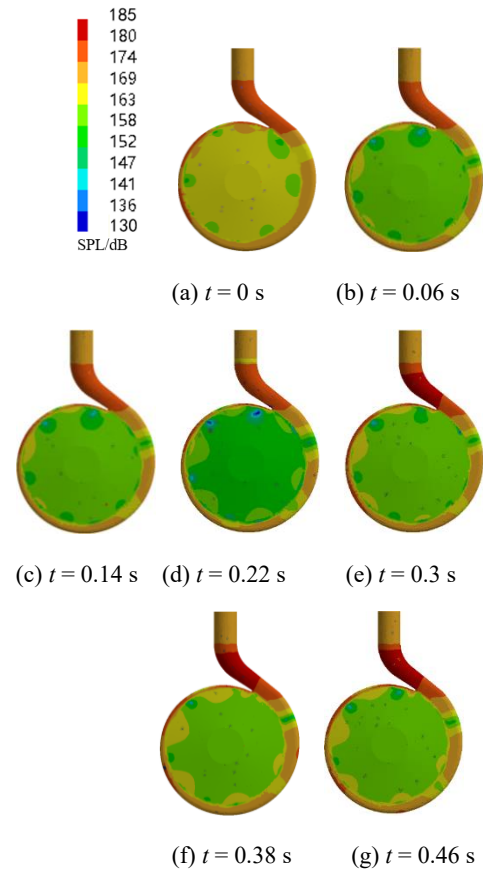 185
180
174
169
163
158
152
147
141
136
130
SPL/dB
(a) t = 0 s
(b) t = 0.06 s
(c) t = 0.14 s
(d) t = 0.22 s
(e) t = 0.3 s
(f) t = 0.38 s
(g) t = 0.46 s